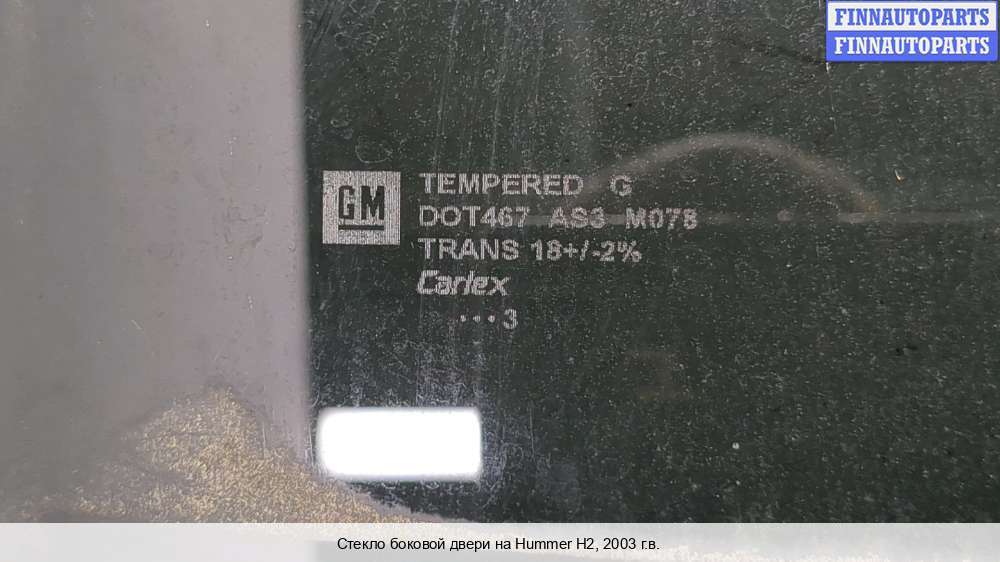 FINNAUTOPARTS
FINNAUTOPARTS
GM
TEMPERED G
DOT467 AS3 M078
TRANS 18+/-2%
Carlex
...3
Стекло боковой двери на Hummer H2, 2003 г.в.